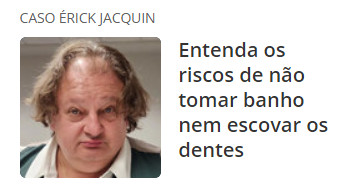 CASO ÉRICK JACQUIN
Entenda os
riscos de não
tomar banho
nem escovar os
dentes